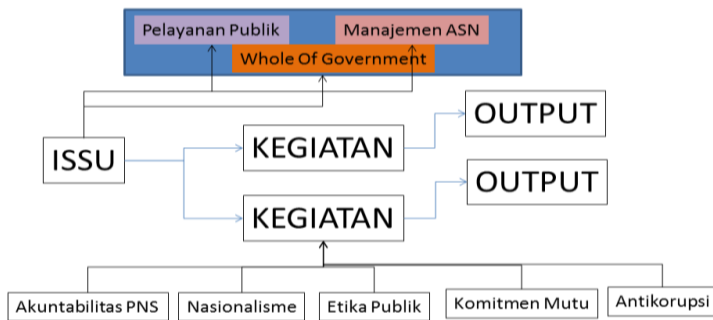 Pelayanan Publik
Manajemen ASN
Whole Of Government
OUTPUT
KEGIATAN
ISSU
OUTPUT
KEGIATAN
Akuntabilitas PNS
Nasionalisme
Etika Publik
Komitmen Mutu
Antikorupsi